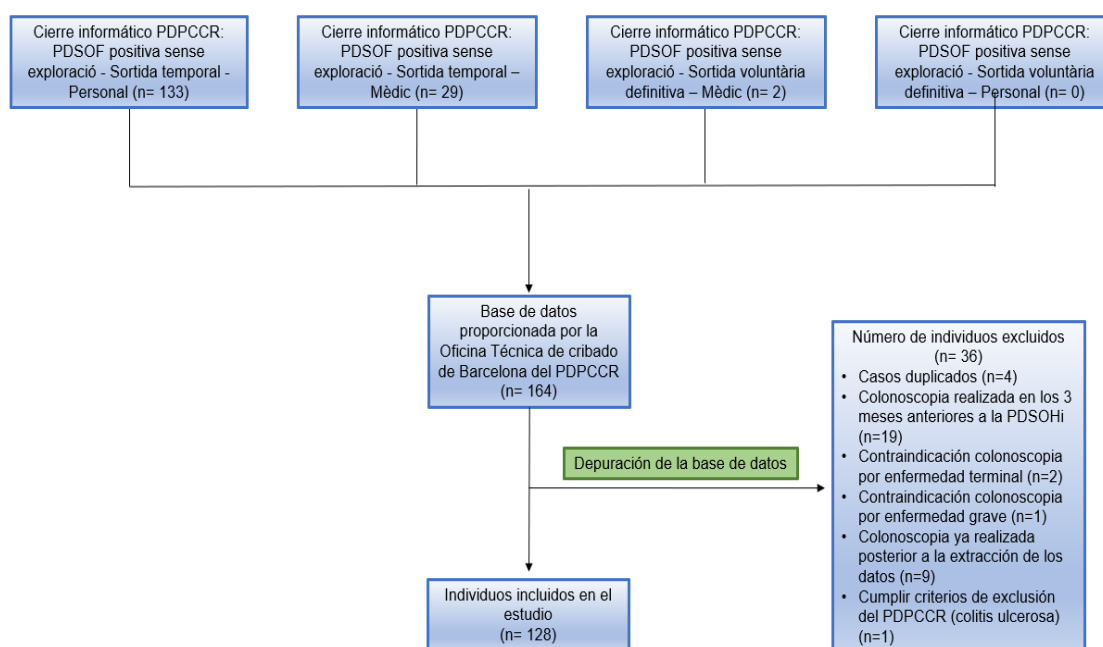 Cierre informático PDPCCR:
PDSOF positiva sense
exploració - Sortida temporal -
Personal (n= 133)
Cierre informático PDPCCR:
PDSOF positiva sense
exploració - Sortida temporal –
Mèdic (n= 29)
Cierre informático PDPCCR:
PDSOF positiva sense
exploració - Sortida voluntària
definitiva – Mèdic (n= 2)
Cierre informático PDPCCR:
PDSOF positiva sense
exploració - Sortida voluntària
definitiva – Personal (n= 0)
Base de datos
proporcionada por la
Oficina Técnica de cribado
de Barcelona del PDPCCR
(n= 164)
Número de individuos excluidos
(n= 36)
• Casos duplicados (n=4)
• Colonoscopia realizada en los 3
meses anteriores a la PDSOHi
(n=19)
• Contraindicación colonoscopia
por enfermedad terminal (n=2)
• Contraindicación colonoscopia
por enfermedad grave (n=1)
• Colonoscopia ya realizada
posterior a la extracción de los
datos (n=9)
• Cumplir criterios de exclusión
del PDPCCR (colitis ulcerosa)
(n=1)
Depuración de la base de datos
Individuos incluidos en el
estudio
(n= 128)